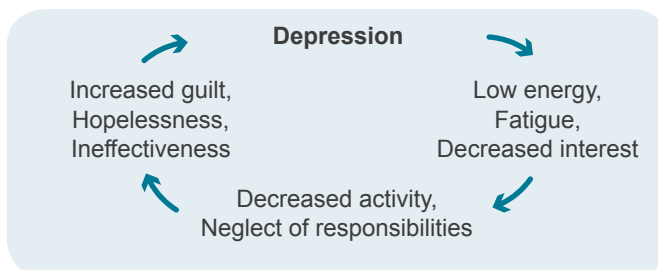 Depression
Low energy,
Fatigue,
Decreased interest
Decreased activity,
Neglect of responsibilities
Increased guilt,
Hopelessness,
Ineffectiveness